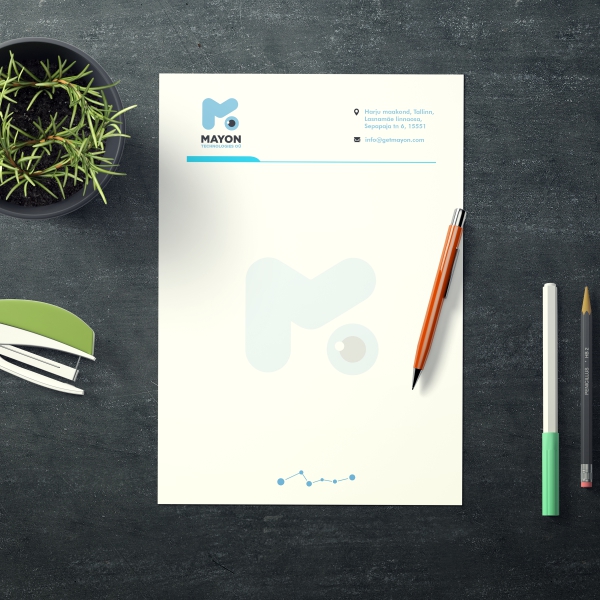 MAYON
TECHNOLOGIES OÜ
Harju maakond, Tallinn,
Lasnamäe linnaosa,
Sepapaja tn 6, 15551
info@getmayon.com